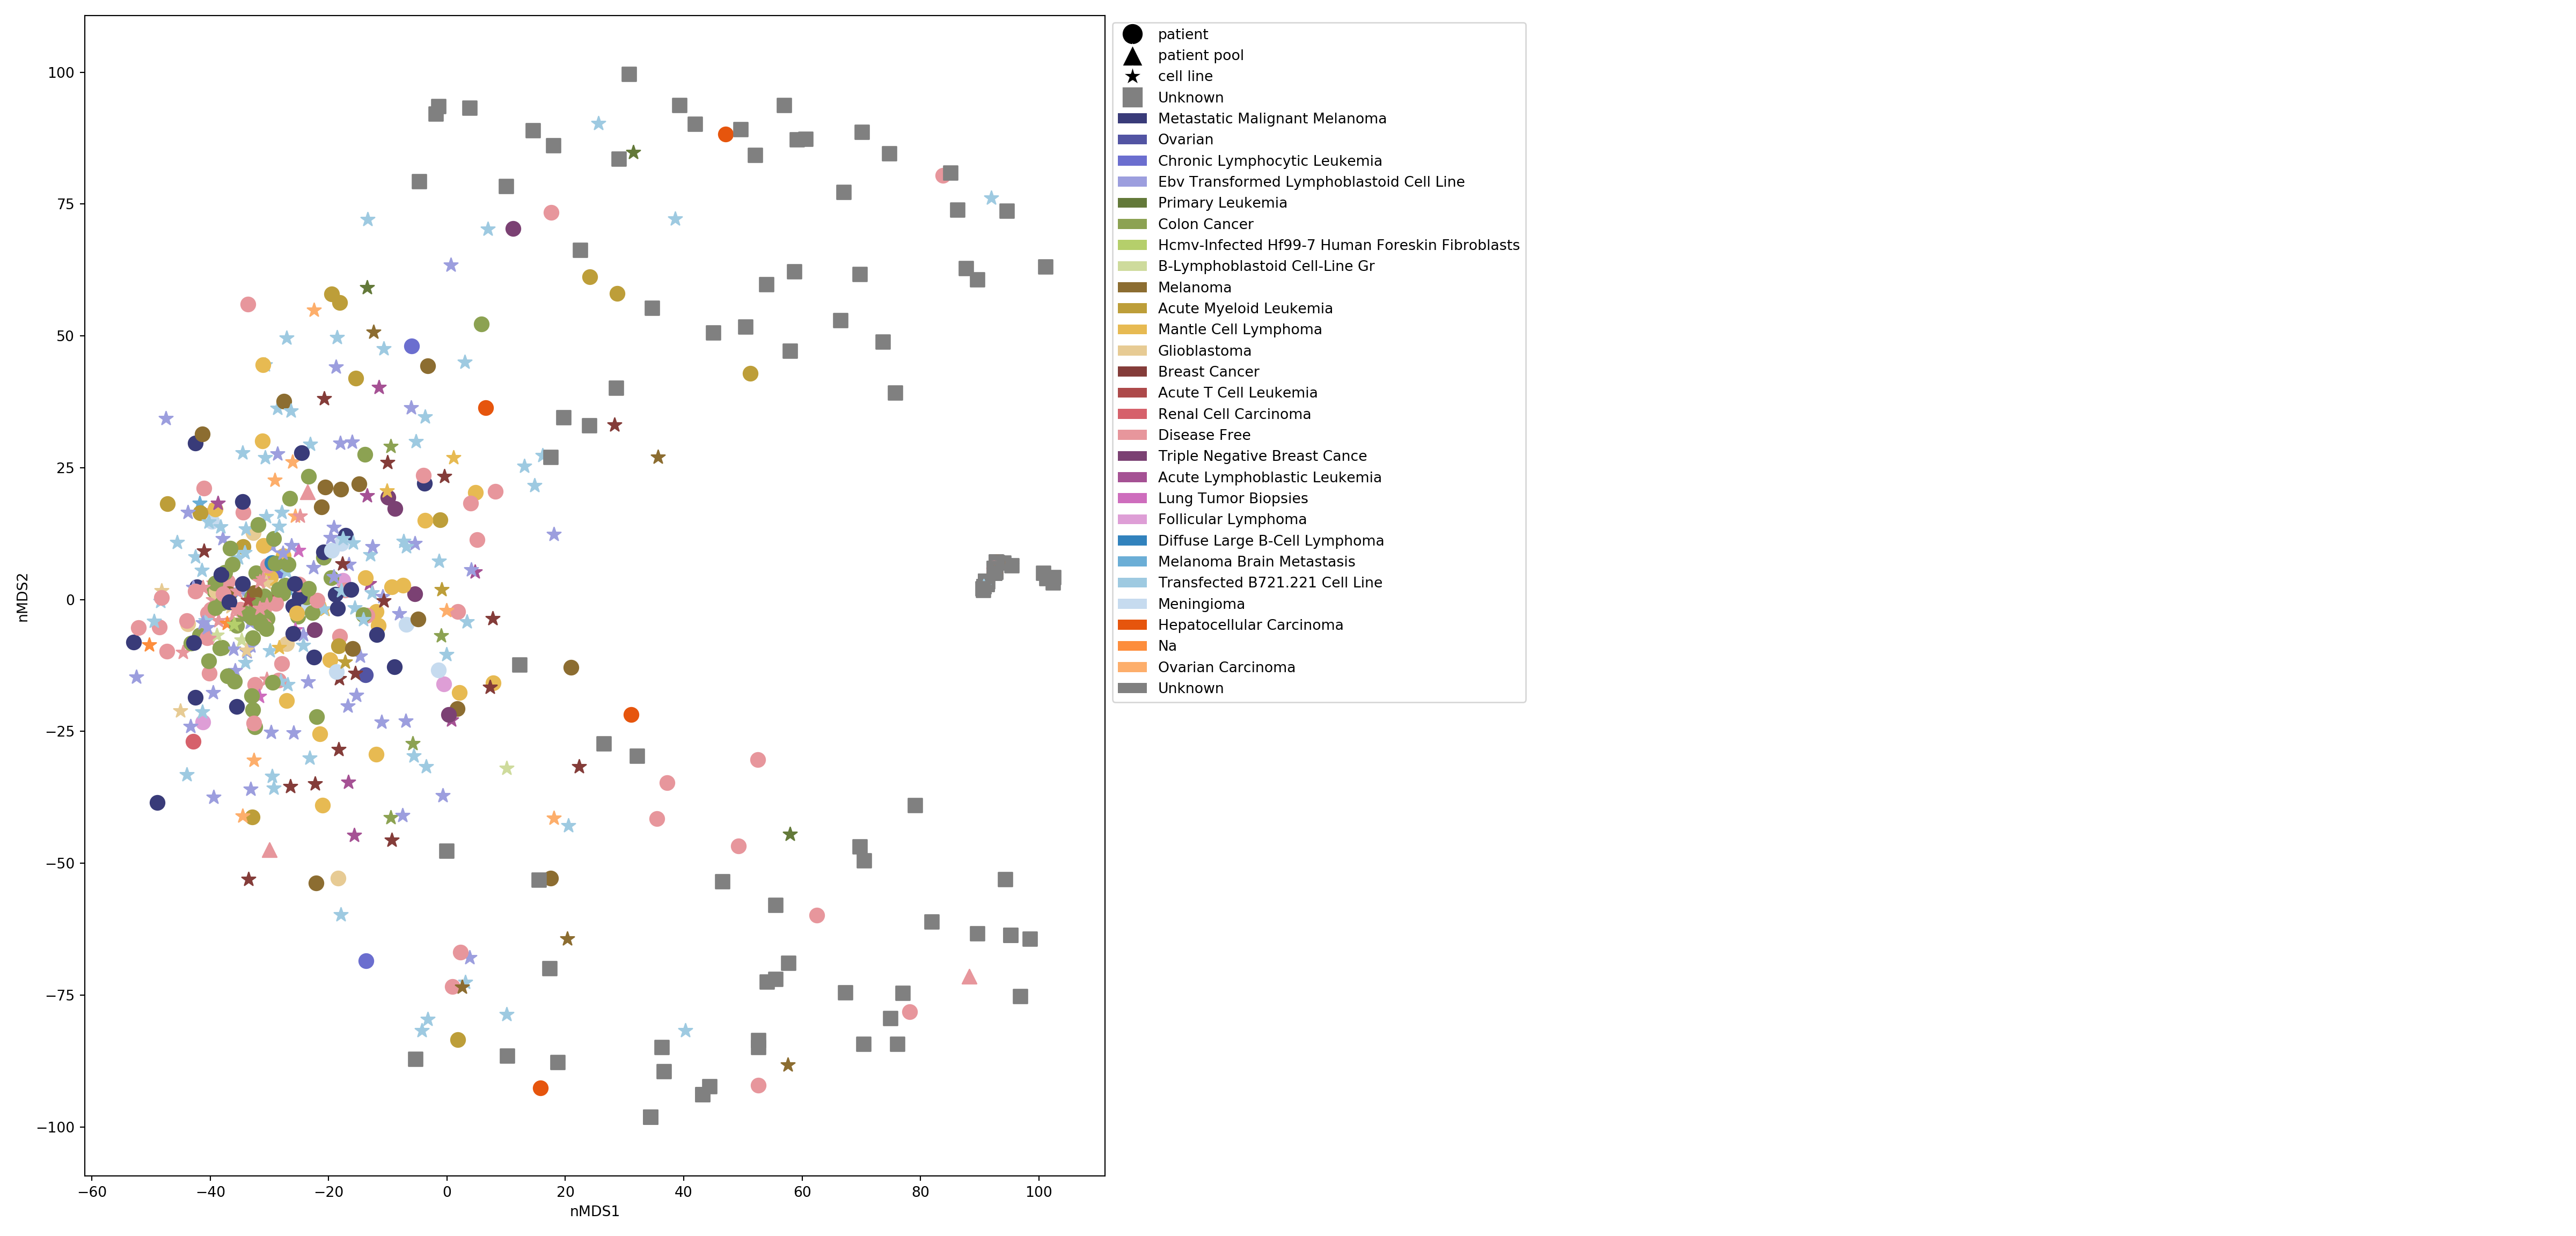 100
75
50
25
0
−25
−50
−75
−100
nMDS2
−60 −40 −20 0 20 40 60 80 100
nMDS1
patient
patient pool
cell line
Unknown
Metastatic Malignant Melanoma
Ovarian
Chronic Lymphocytic Leukemia
Ebv Transformed Lymphoblastoid Cell Line
Primary Leukemia
Colon Cancer
Hcmv-Infected Hf99-7 Human Foreskin Fibroblasts
B-Lymphoblastoid Cell-Line Gr
Melanoma
Acute Myeloid Leukemia
Mantle Cell Lymphoma
Glioblastoma
Breast Cancer
Acute T Cell Leukemia
Renal Cell Carcinoma
Disease Free
Triple Negative Breast Cance
Acute Lymphoblastic Leukemia
Lung Tumor Biopsies
Follicular Lymphoma
Diffuse Large B-Cell Lymphoma
Melanoma Brain Metastasis
Transfected B721.221 Cell Line
Meningioma
Hepatocellular Carcinoma
Na
Ovarian Carcinoma
Unknown